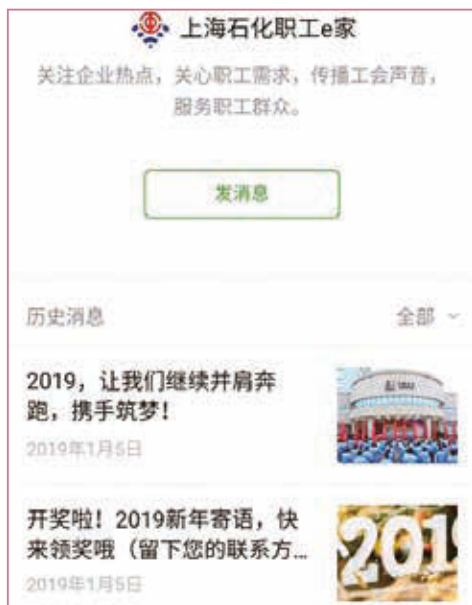 上海石化职工e家
关注企业热点，关心职工需求，传播工会声音，
服务职工群众。
发消息
历史消息
全部
2019，让我们继续并肩奔
跑，携手筑梦！
2019年1月5日
开奖啦！2019新年寄语，快
来领奖哦（留下您的联系方...
2019年1月5日
2019